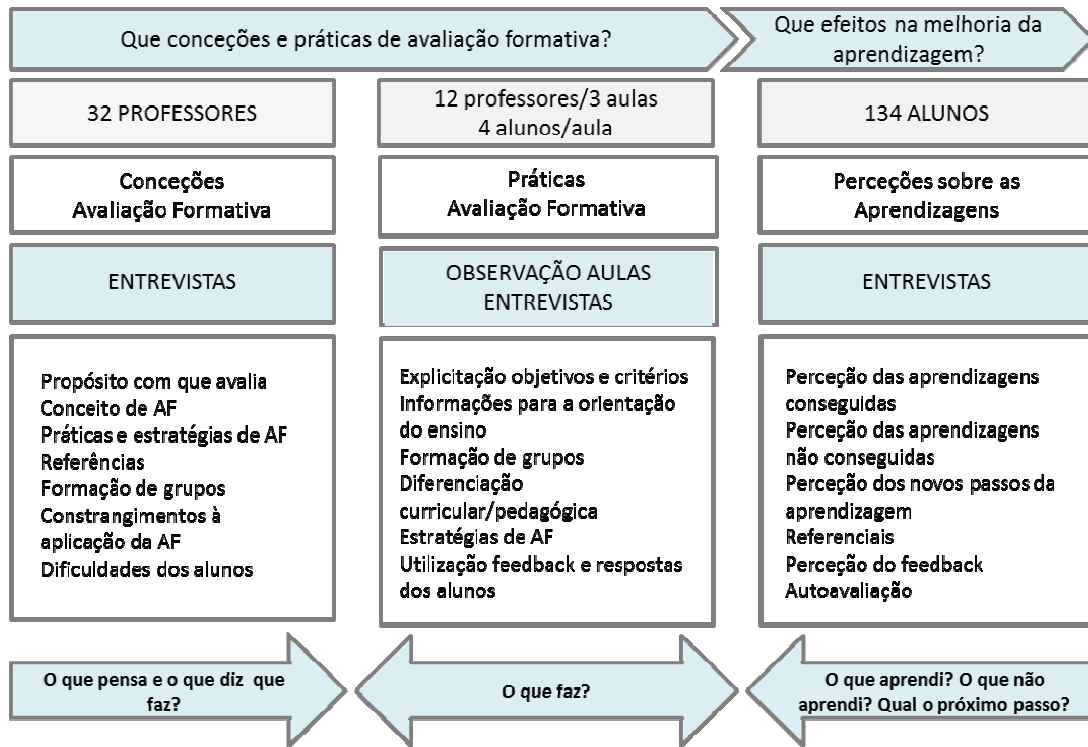 Que conceções e práticas de avaliação formativa?
Que efeitos na melhoria da
aprendizagem?
32 PROFESSORES
12 professores/3 aulas
4 alunos/aula
134 ALUNOS
Conceções
Avaliação Formativa
Práticas
Avaliação Formativa
Perceções sobre as
Aprendizagens
ENTREVISTAS
OBSERVAÇÃO AULAS
ENTREVISTAS
ENTREVISTAS
Propósito com que avalia
Conceito de AF
Práticas e estratégias de AF
Referências
Formação de grupos
Constrangimentos à
aplicação da AF
Dificuldades dos alunos
Explicitação objetivos e critérios
Informações para a orientação
do ensino
Formação de grupos
Diferenciação
curricular/pedagógica
Estratégias de AF
Utilização feedback e respostas
dos alunos
Perceção das aprendizagens
conseguidas
Perceção das aprendizagens
não conseguidas
Perceção dos novos passos da
aprendizagem
Referenciais
Perceção do feedback
Autoavaliação
O que pensa e o que diz que
faz?
O que faz?
O que aprendi? O que não
aprendi? Qual o próximo passo?